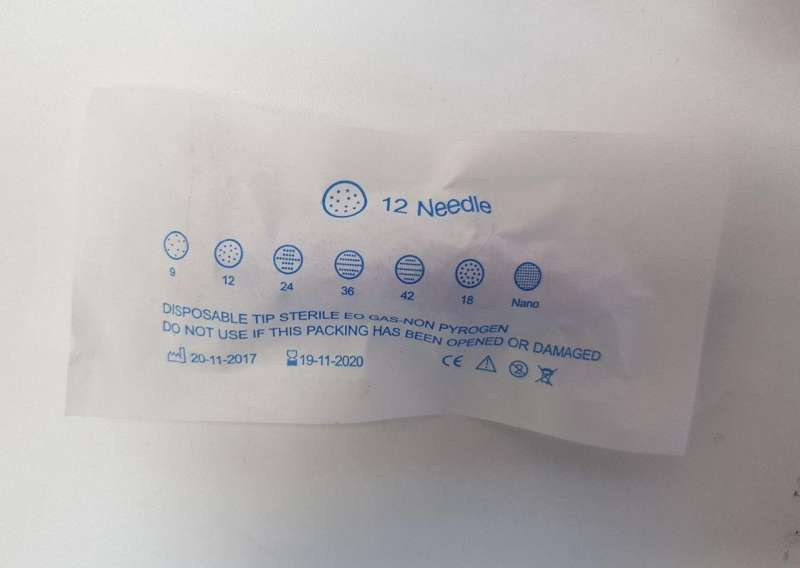 12 Needle
9 12 24 36 42 18 Nano
DISPOSABLE TIP STERILE EO GAS-NON PYROGEN
DO NOT USE IF THIS PACKING HAS BEEN OPENED OR DAMAGED
20-11-2017 19-11-2020 CE